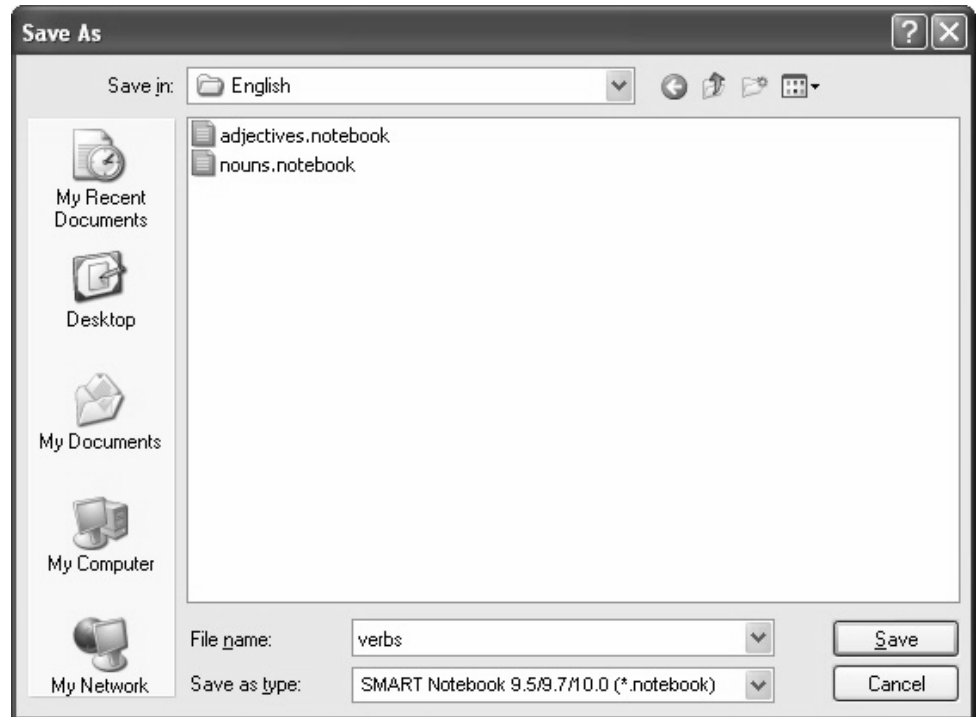 Save As
Save in:
English
adjectives.notebook
nouns.notebook
My Recent
Documents
Desktop
My Documents
My Computer
My Network
File name:
verbs
Save
Save as type:
SMART Notebook 9.5/9.7/10.0 (*.notebook)
Cancel